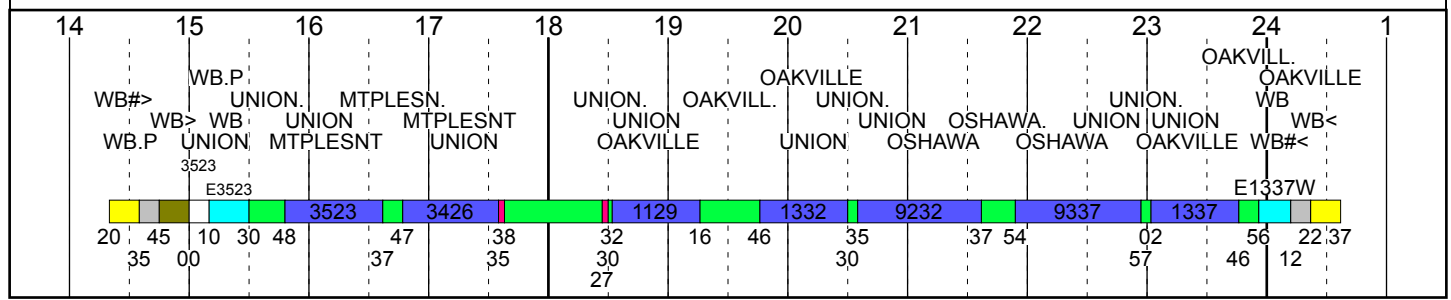 14 15 16 17 18 19 20 21 22 23 24 1
OAKVILL.
WB.P OAKVILLE OAKVILLE
WB#> UNION. MTPLESN. UNION. OAKVILL. UNION. UNION. WB
WB> WB UNION MTPLESNT UNION UNION OSHAWA. UNION UNION WB<
WB.P UNION MTPLESNT UNION OAKVILLE UNION OSHAWA OSHAWA OAKVILLE WB#<
3523
E3523 E1337W
3523 3426 1129 1332 9232 9337 1337
20 45 10 30 48 47 38 32 16 46 35 37 54 02 56 22 37
35 00 37 35 30 30 57 46 12
27